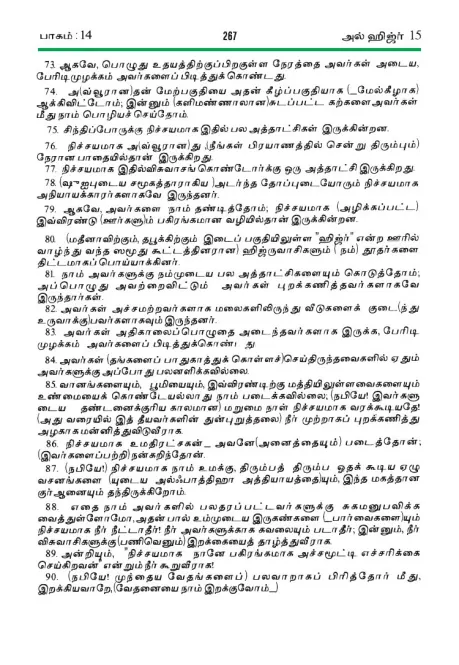 பாகம்: 14 267 அல் ஹிஜ்ர் 15
73. ஆகவே, பொழுது உதயத்திற்குப்பிறகுள்ள நேரத்தை அவர்கள் அடைய,
பேரிடிமுழக்கம் அவர்களைப் பிடித்துக்கொண்டது.
74. அ(வ்வூரான)தன் மேற்பகுதியை அதன் கீழ்ப்பகுதியாக (_மேல்கீழாக)
ஆக்கிவிட்டோம்; இன்னும் (களிமண்ணாலான)சுடப்பட்ட கற்களை அவர்கள்
மீது நாம் பொழியச் செய்தோம்.
75. சிந்திப்போருக்கு நிச்சயமாக இதில் பல அத்தாட்சிகள் இருக்கின்றன.
76. நிச்சயமாக அ(வ்வூரான)து ,(நீங்கள் பிரயாணத்தில் சென்று திரும்பும்)
நேரான பாதையில்தான் இருக்கிறது.
77. நிச்சயமாக இதில்விசுவாசங் கொண்டோர்க்கு ஒரு அத்தாட்சி இருக்கிறது.
78. (ஷுஐபுடைய சமூகத்தாராகிய )அடர்ந்த தோப்புடையோரும் நிச்சயமாக
அநியாயக்காரர்களாகவே இருந்தனர்.
79. ஆகவே, அவர்களை நாம் தண்டித்தோம்; நிச்சயமாக (அழிக்கப்பட்ட)
இவ்விரண்டு (ஊர்களு)ம் பகிரங்கமான வழியில்தான் இருக்கின்றன.
80. (மதீனாவிற்கும், தபூக்கிற்கும் இடைப் பகுதியிலுள்ள "ஹிஜ்ர்" என்ற ஊரில்
வாழ்ந்து வந்த ஸமூது கூட்டத்தினரான) ஹிஜ்ருவாசிகளும் ( நம்) தூதர்களை
திட்டமாகப்பொய்யாக்கினர்.
81. நாம் அவர்களுக்கு நம்முடைய பல அத்தாட்சிகளையும் கொடுத்தோம்;
அப்பொழுது அவற்றைவிட்டும் அவர்கள் புறக்கணித்தவர்களாகவே
இருந்தார்கள்.
82. அவர்கள் அச்சமற்றவர்களாக மலைகளிலிருந்து வீடுகளைக் குடை(ந்து
உருவாக்கு)பவர்களாகவும் இருந்தனர்.
83. அவர்கள் அதிகாலைப்பொழுதை அடைந்தவர்களாக இருக்க, பேரிடி
முழக்கம் அவர்களைப் பிடித்துக்கொண் டது
84. அவர்கள் (தங்களைப் பாதுகாத்துக் கொள்ளச்)செய்திருந்தவைகளில் ஏதும்
அவர்களுக்கு அப்போது பலனளிக்கவில்லை.
85. வானங்களையும், பூமியையும், இவ்விரண்டிற்கு மத்தியிலுள்ளவைகளையும்
உண்மையைக் கொண்டேயல்லாது நாம் படைக்கவில்லை; (நபியே! இவர்களு
டைய தண்டனைக்குரிய காலமான) மறுமை நாள் நிச்சயமாக வரக்கூடியதே!
(அது வரையில் இத் தீயவர்களின் துன்புறுத்தலை) நீர் முற்றாகப் புறக்கணித்து
அழகாக மன்னித்துவிடுவீராக.
86. நிச்சயமாக உமதிரட்சகன்_ அவனே(அனைத்தையும்) படைத்தோன்;
(இவர்களைப்பற்றி)நன்கறிந்தோன்.
87. (நபியே!) நிச்சயமாக நாம் உமக்கு, திரும்பத் திரும்ப ஓதக் கூடிய ஏழு
வசனங்களை (யுடைய அல்ஃபாத்திஹா அத்தியாயத்தை)யும், இந்த மகத்தான
குர்ஆனையும் தந்திருக்கிறோம்.
88. எதை நாம் அவர்களில் பலதரப்பட்டவர்களுக்கு சுகமனுபவிக்க
வைத்துள்ளோமோ,அதன் பால் உம்முடைய இருகண்களை (_பார்வைகளை)யும்
நிச்சயமாக நீர் நீட்டாதீர்! நீர் அவர்களுக்காக கவலையும் படாதீர்; இன்னும், நீர்
விசுவாசிகளுக்கு(பணிவெனும்) இறக்கையைத் தாழ்த்துவீராக.
89. அன்றியும், "நிச்சயமாக நானே பகிரங்கமாக அச்சமூட்டி எச்சரிக்கை
செய்கிறவன்" என்றும் நீர் கூறுவீராக!
90. (நபியே! முந்தைய வேதங்களைப்) பலவாறாகப் பிரித்தோர் மீது,
இறக்கியவாறே,(வேதனையை நாம் இறக்குவோம்_)